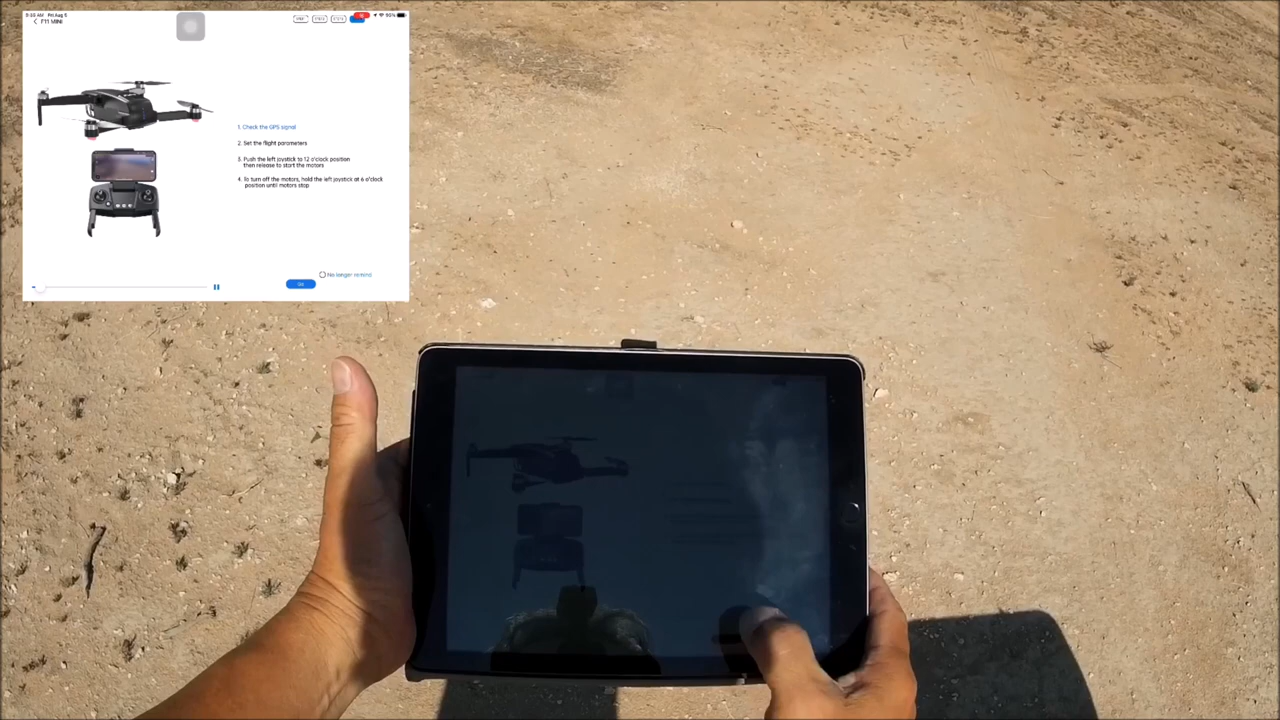 F11 MINI
1. Check the GPS signal
2. Set the flight parameters
3. Push the left joystick to 12 o'clock position
then release to start the motors
4. To turn off the motors, hold the left joystick at 6 o'clock
position until motors stop
No longer remind